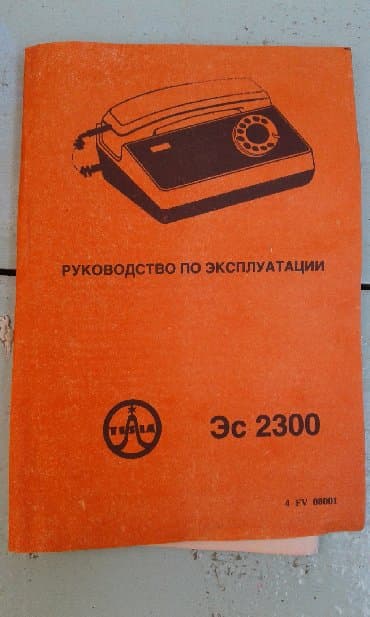 РУКОВОДСТВО ПО ЭКСПЛУАТАЦИИ
TESLA
Эс 2300
4 FV 08001